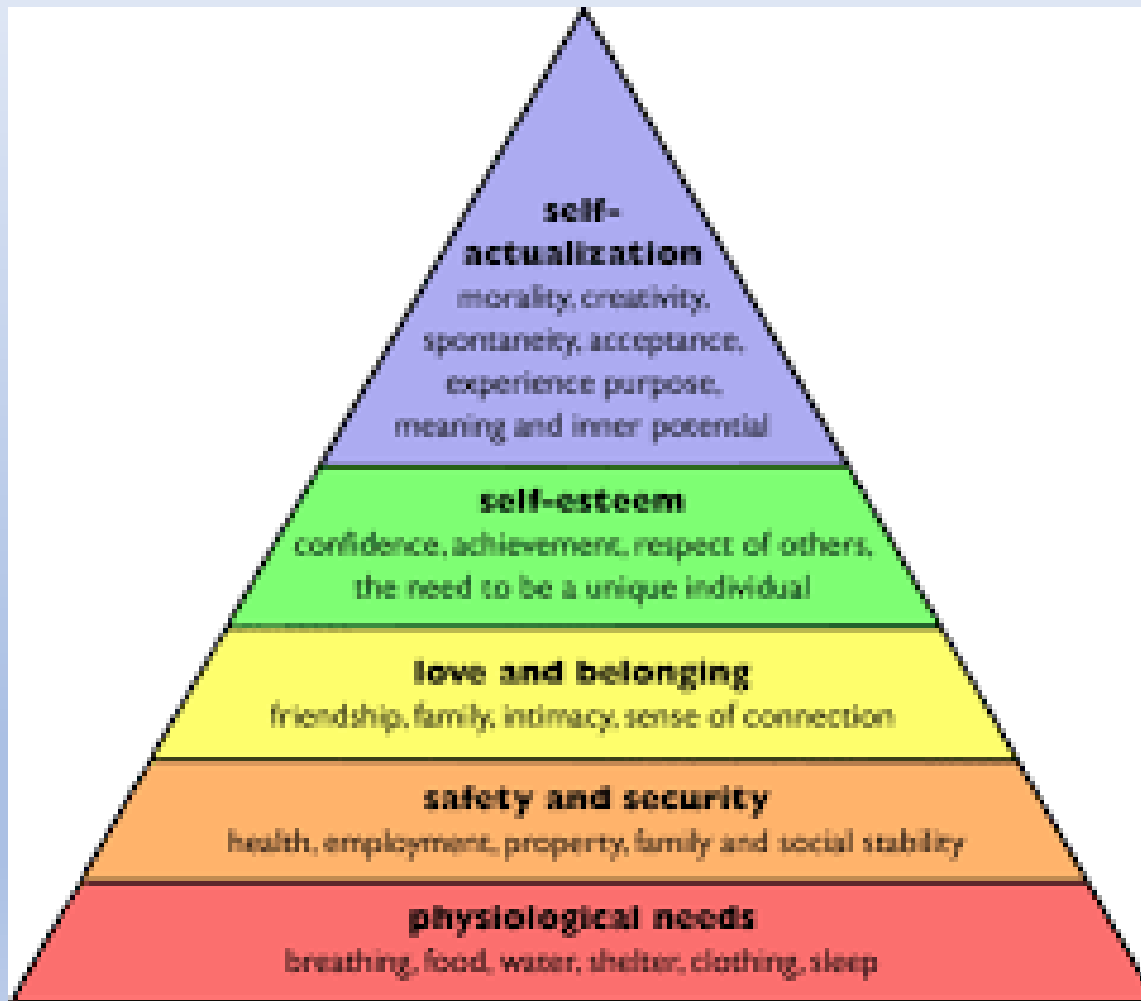 self-
actualization
morality, creativity,
spontaneity, acceptance,
experience purpose,
meaning and inner potential
self-esteem
confidence, achievement, respect of others,
the need to be a unique individual
love and belonging
friendship, family, intimacy, sense of connection
safety and security
health, employment, property, family and social stability
physiological needs
breathing, food, water, shelter, clothing, sleep